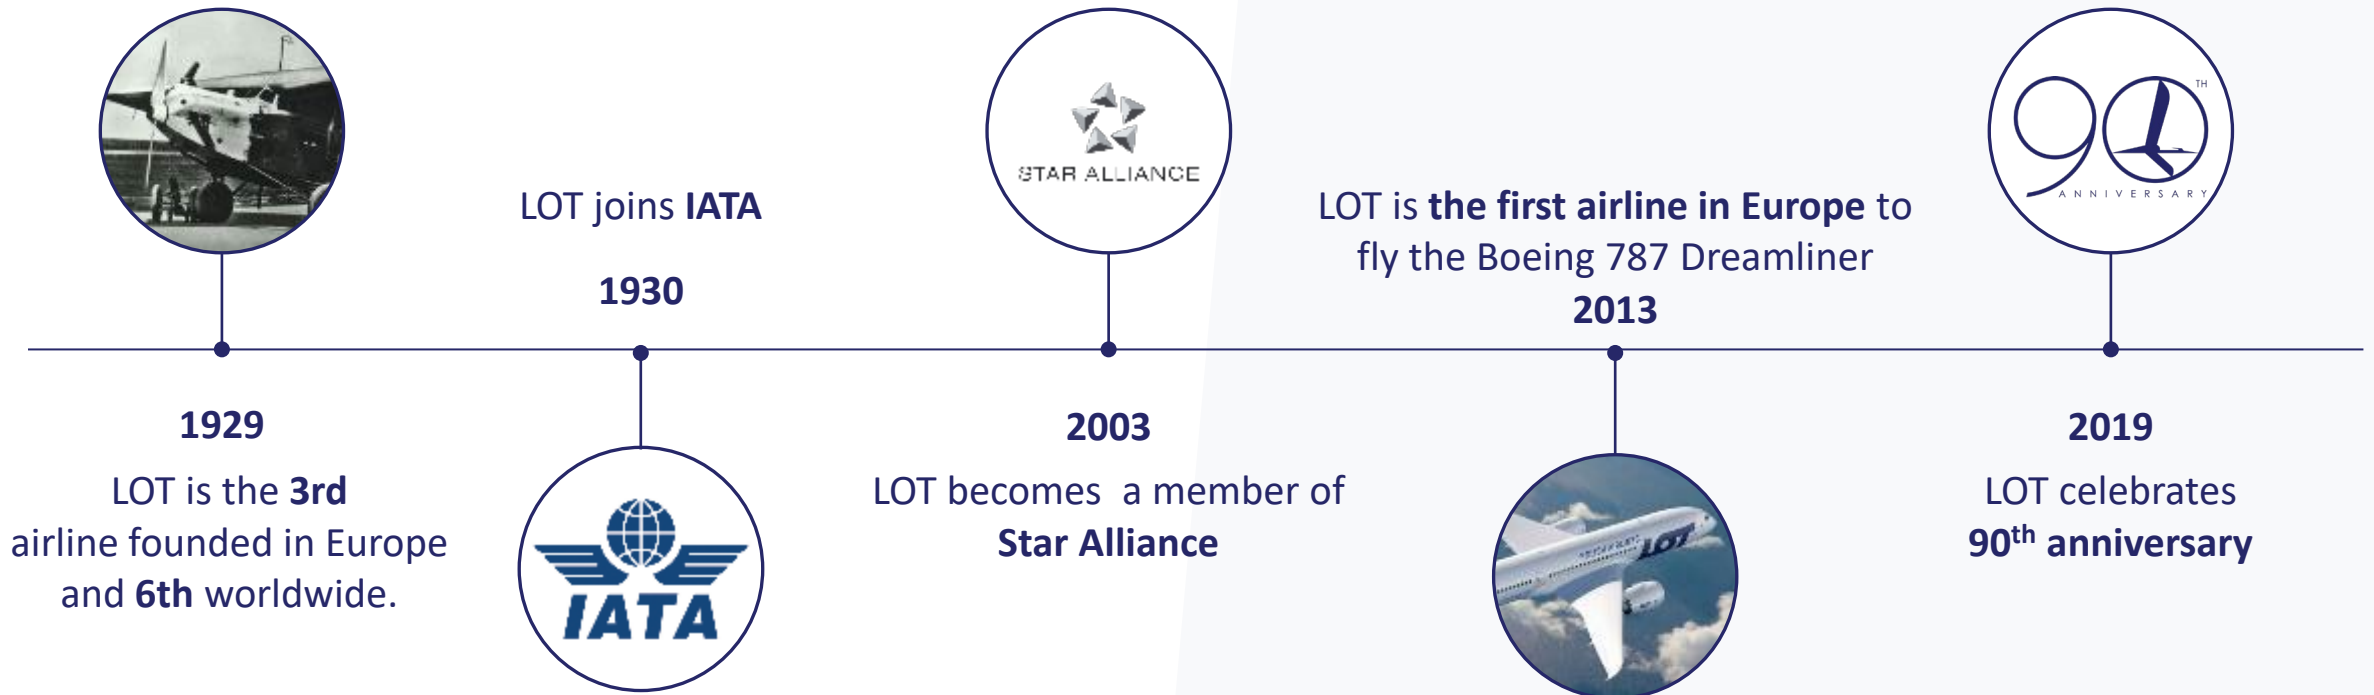 STAR ALLIANCE
90 TH
ANNIVERSARY
LOT joins IATA
1930
LOT is the first airline in Europe to
fly the Boeing 787 Dreamliner
2013
1929
LOT is the 3rd
airline founded in Europe
and 6th worldwide.
IATA
2003
LOT becomes a member of
Star Alliance
LOT
2019
LOT celebrates
90th anniversary